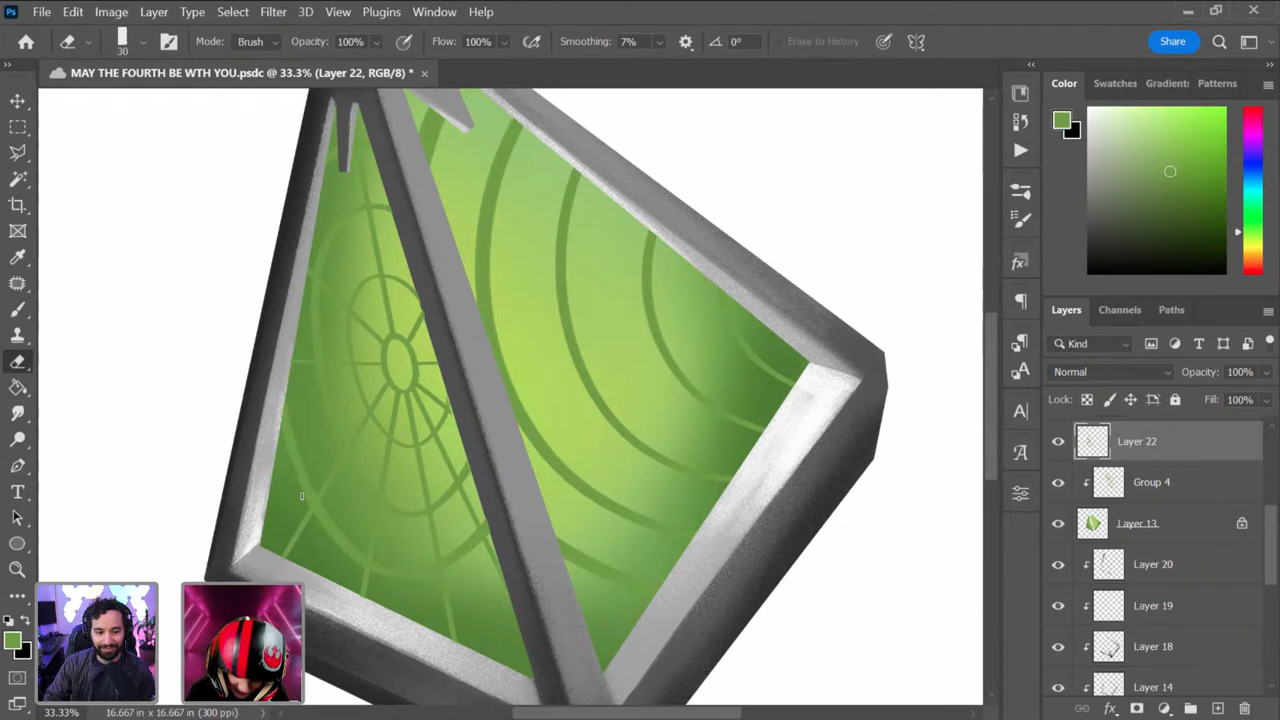 Ps File Edit Image Layer Type Select Filter 3D View Plugins Window Help
30 Mode: Brush Opacity: 100% Flow: 100% Smoothing: 7% 0° Erase to History Share
MAY THE FOURTH BE WTH YOU.psdc @ 33.3% (Layer 22, RGB/8) *
Color Swatches Gradient: Patterns
Layers Channels Paths
Kind
Normal Opacity: 100%
Lock: Fill: 100%
Layer 22
Group 4
Layer 13
Layer 20
Layer 19
Layer 18
Layer 14
33.33% 16.667 in x 16.667 in (300 ppi)